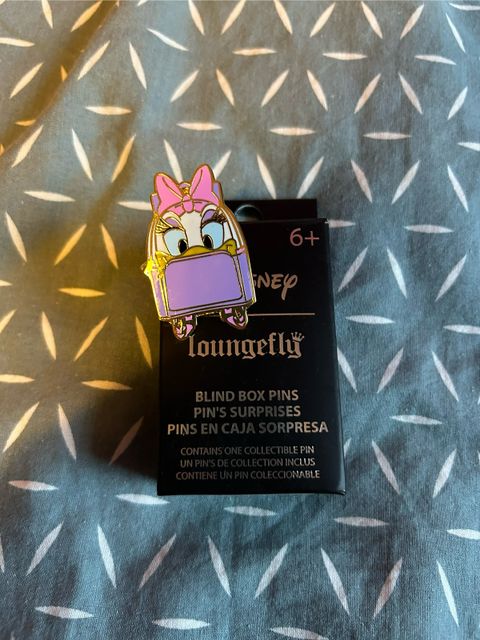 6+
loungefly
BLIND BOX PINS
PIN'S SURPRISES
PINS EN CAJA SORPRESA
CONTAINS ONE COLLECTIBLE PIN
UN PIN'S DE COLLECTION INCLUS
CONTIENE UN PIN COLECCIONABLE